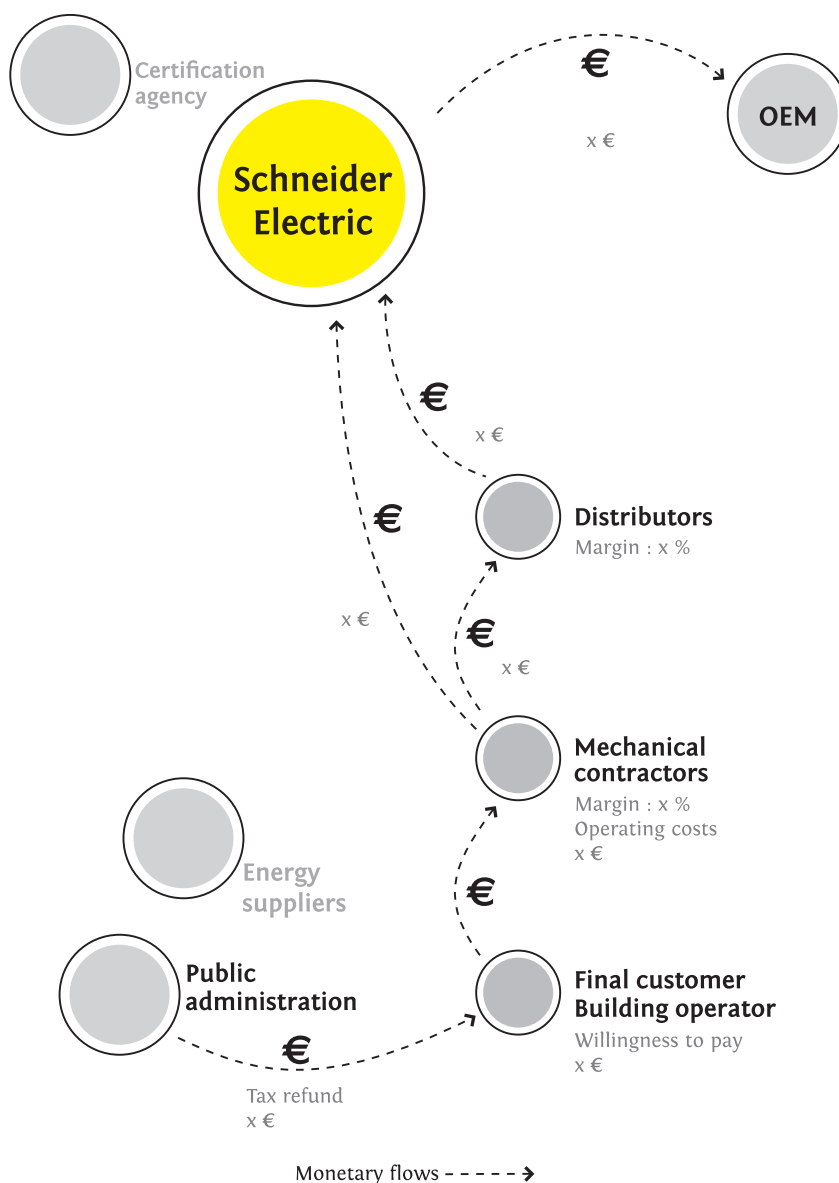 Certification
agency
€
OEM
x €
Schneider
Electric
€
x €
€
Distributors
Margin : x %
x €
€
x €
Mechanical
contractors
Margin : x %
Operating costs
x €
€
Energy
suppliers
Public
administration
Final customer
Building operator
Willingness to pay
x €
€
Tax refund
x €
Monetary flows